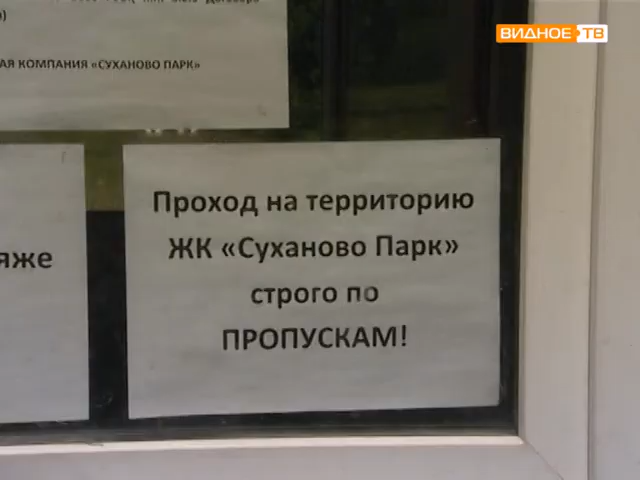 ВИДНОЕ ТВ
АЯ КОМПАНИЯ «СУХАНОВО ПАРК»
яже
Проход на территорию
ЖК «Суханово Парк»
строго по
ПРОПУСКАМ!